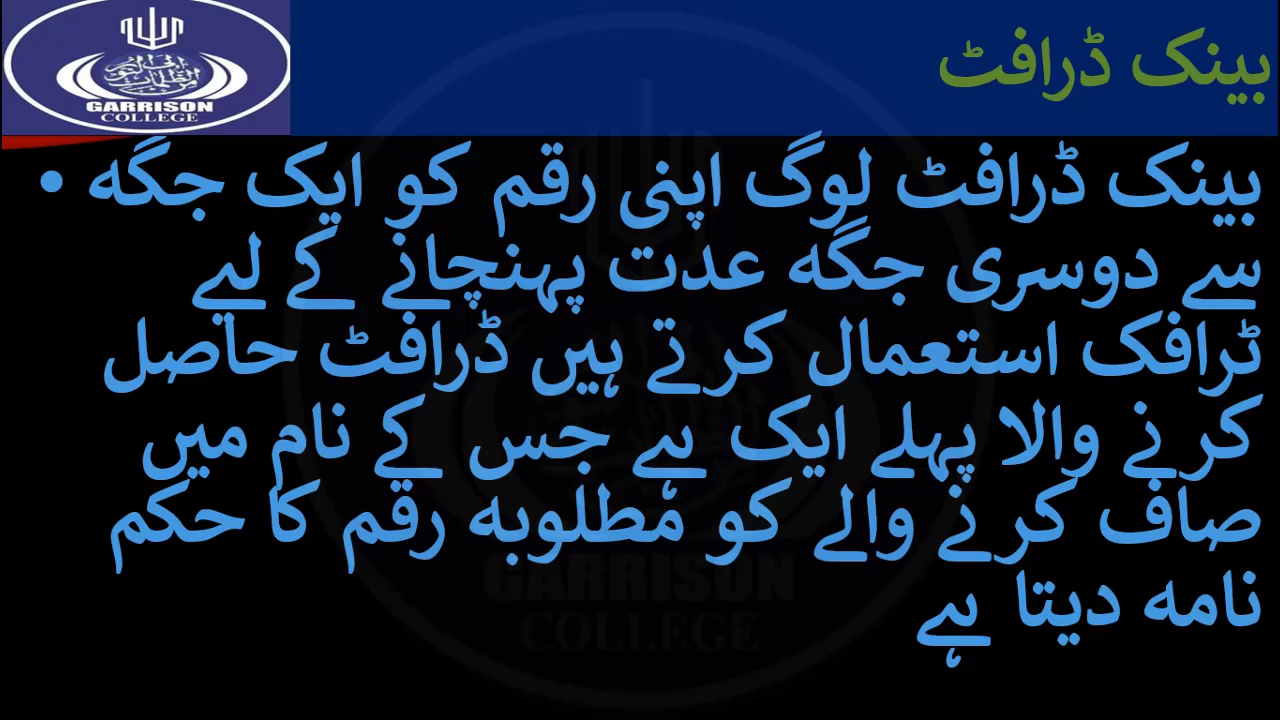 GARRISON
COLLEGE
بینک ڈرافٹ
• بینک ڈرافٹ لوگ اپنی رقم کو ایک جگہ
سے دوسری جگہ عدت پہنچانے کے لیے
ٹرافک استعمال کرتے ہیں ڈرافٹ حاصل
کرنے والا پہلے ایک ہے جس کے نام میں
صاف کرنے والے کو مطلوبہ رقم کا حکم
نامہ دیتا ہے
GARRISON
COLLEGE